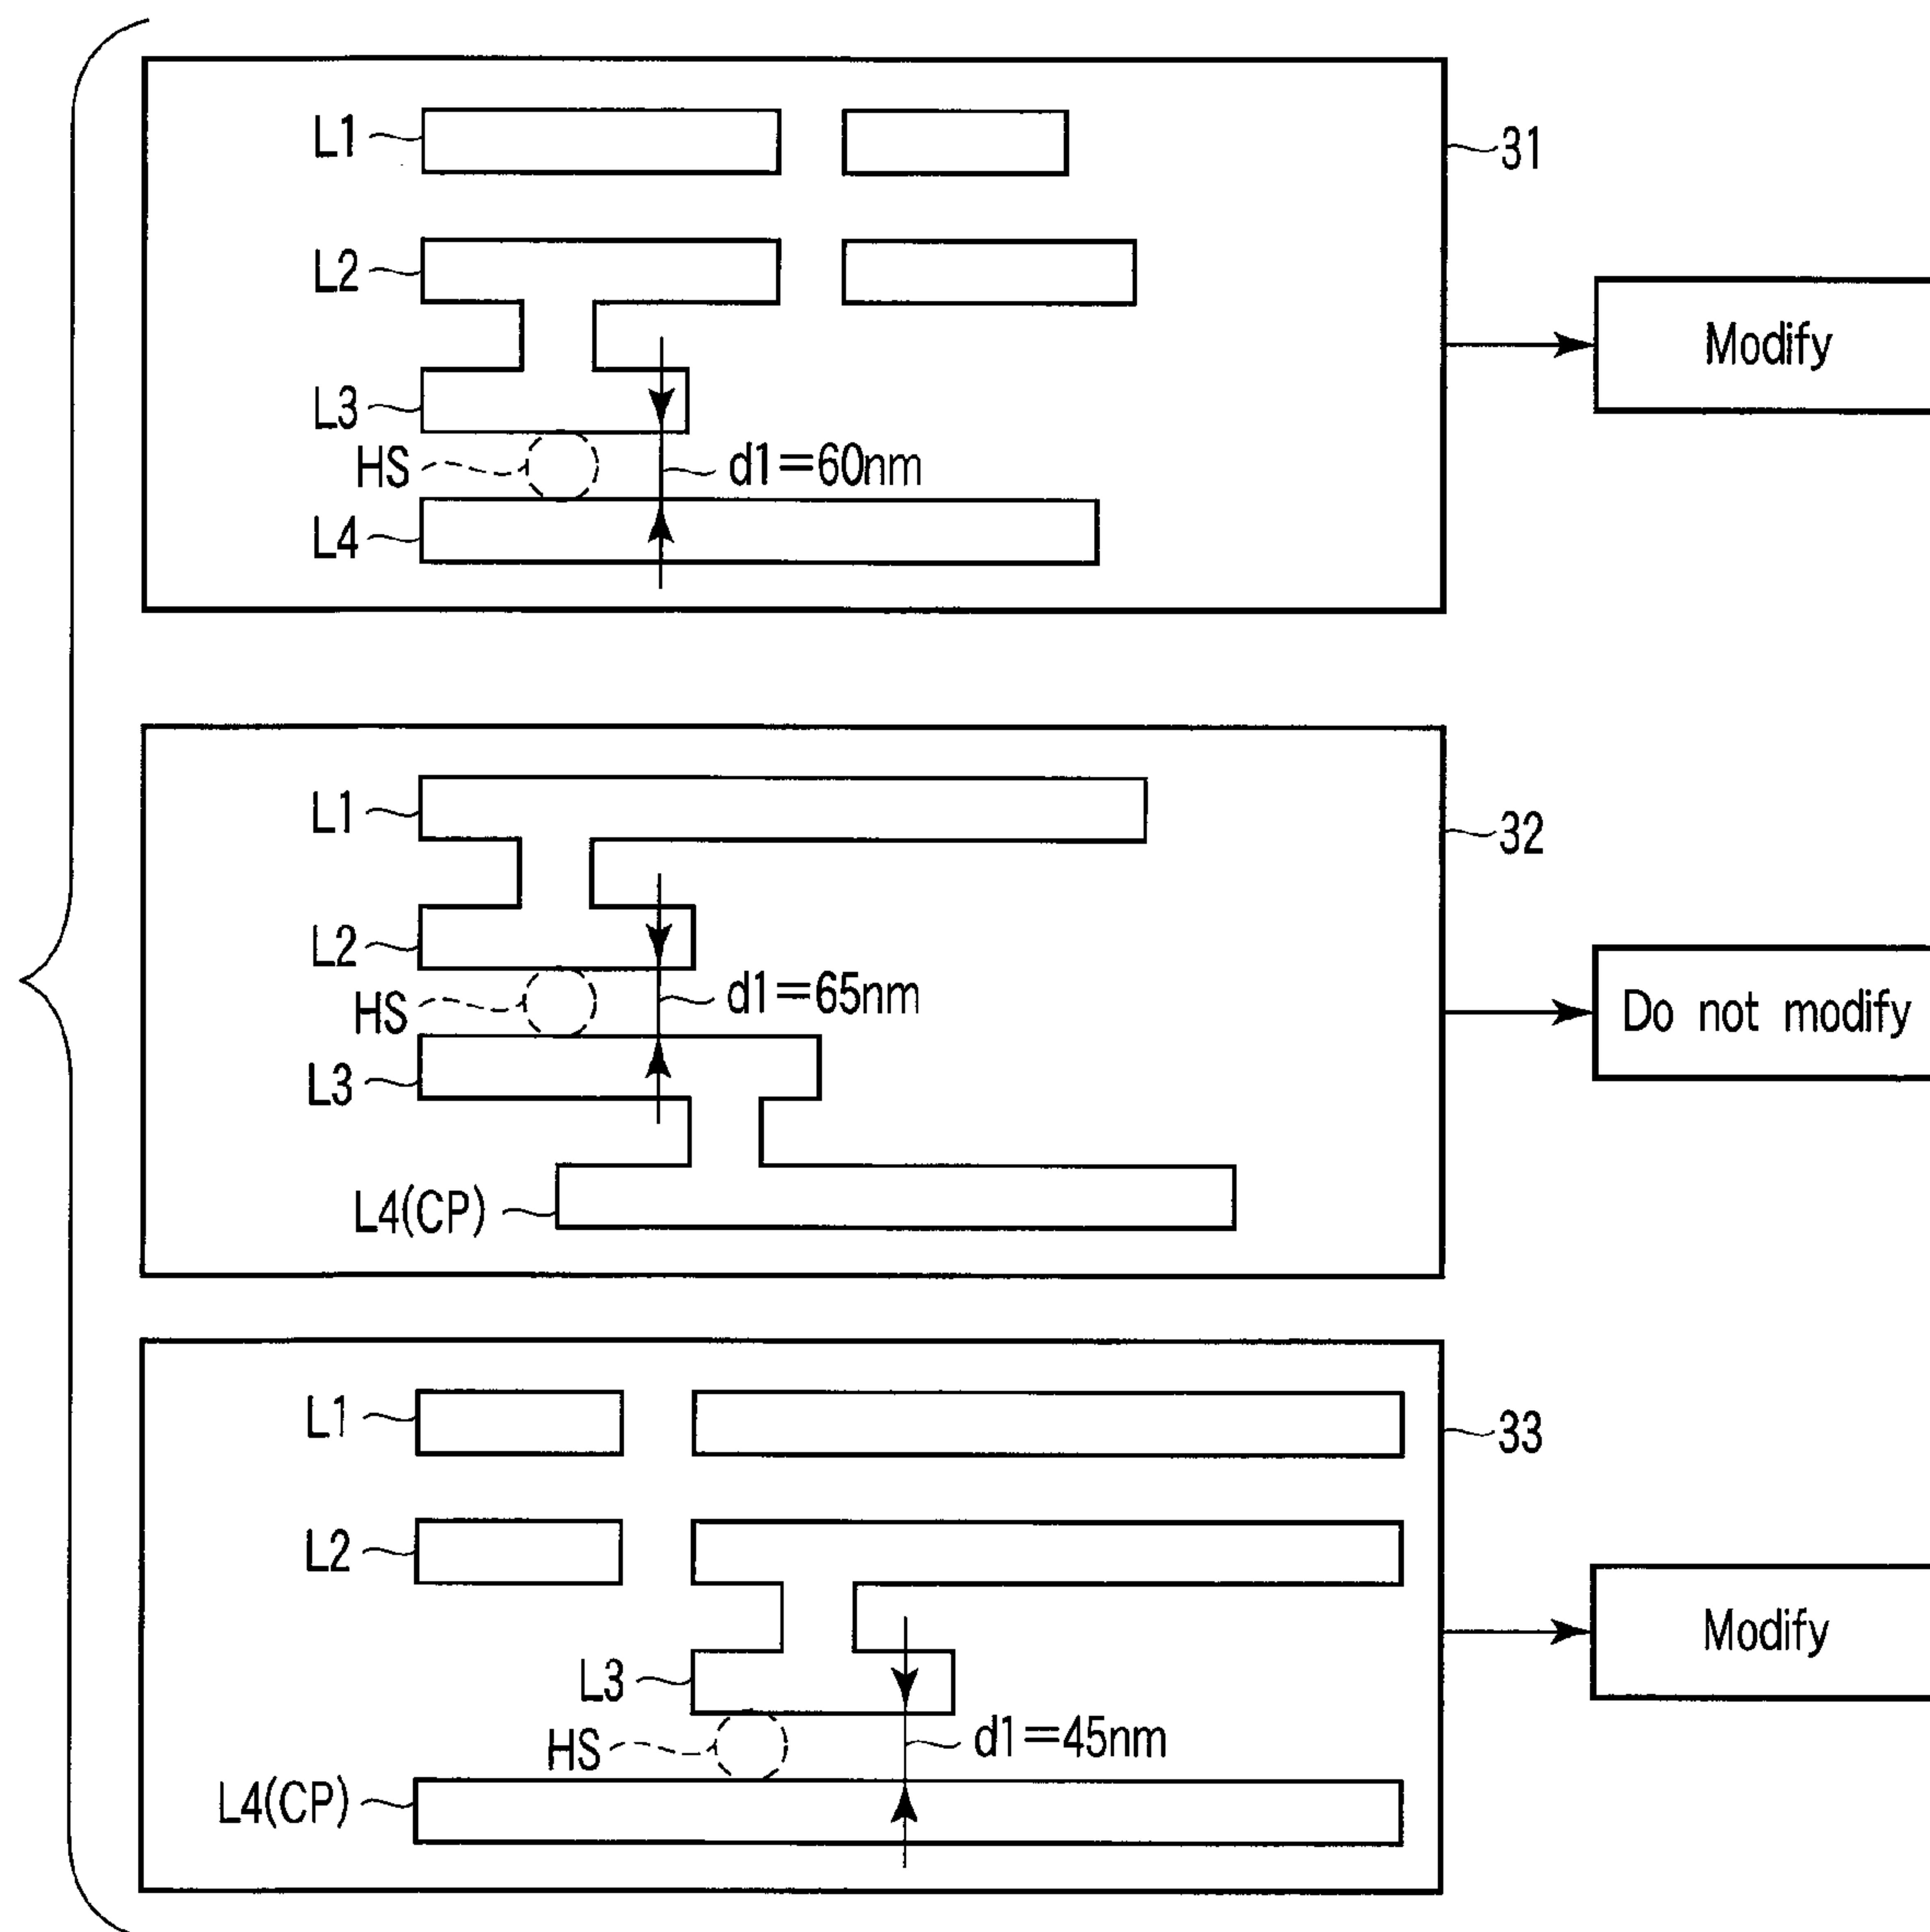 L1
31
L2
Modify
L3
HS
d1=60nm
L4
L1
32
L2
d1=65nm
HS
Do not modify
L3
L4(CP)
L1
33
L2
Modify
L3
HS
d1=45nm
L4(CP)